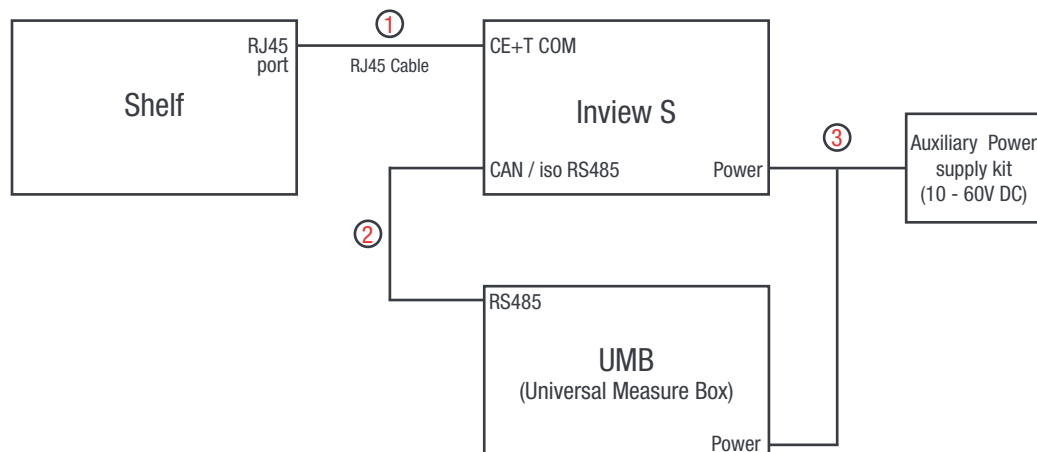 RJ45
port
Shelf
1
RJ45 Cable
CE+T COM
Inview S
CAN / iso RS485
Power
3
Auxiliary Power
supply kit
(10 - 60V DC)
2
RS485
UMB
(Universal Measure Box)
Power